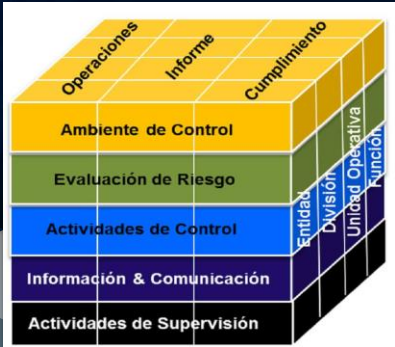 Operaciones
Informe
Cumplimiento
Ambiente de Control
Evaluación de Riesgo
Actividades de Control
Información & Comunicación
Actividades de Supervisión
Entidad
División
Unidad Operativa
Función